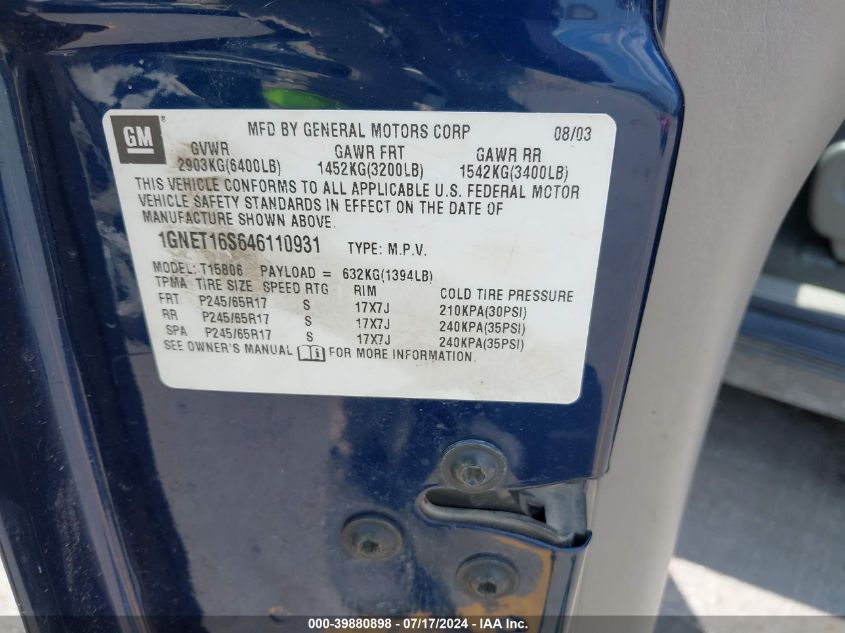 GM ® MFD BY GENERAL MOTORS CORP 08/03
GVWR GAWR FRT GAWR RR
2903KG(6400LB) 1452KG(3200LB) 1542KG(3400LB)
THIS VEHICLE CONFORMS TO ALL APPLICABLE U.S. FEDERAL MOTOR
VEHICLE SAFETY STANDARDS IN EFFECT ON THE DATE OF
MANUFACTURE SHOWN ABOVE.
1GNET16S646110931 TYPE: M.P.V.
MODEL: T15806 PAYLOAD = 632KG(1394LB)
TPMA TIRE SIZE SPEED RTG RIM COLD TIRE PRESSURE
FRT P245/65R17 S 17X7J 210KPA(30PSI)
RR P245/65R17 S 17X7J 240KPA(35PSI)
SPA P245/65R17 S 17X7J 240KPA(35PSI)
SEE OWNER'S MANUAL FOR MORE INFORMATION.
000-39880898 - 07/17/2024 - IAA Inc.